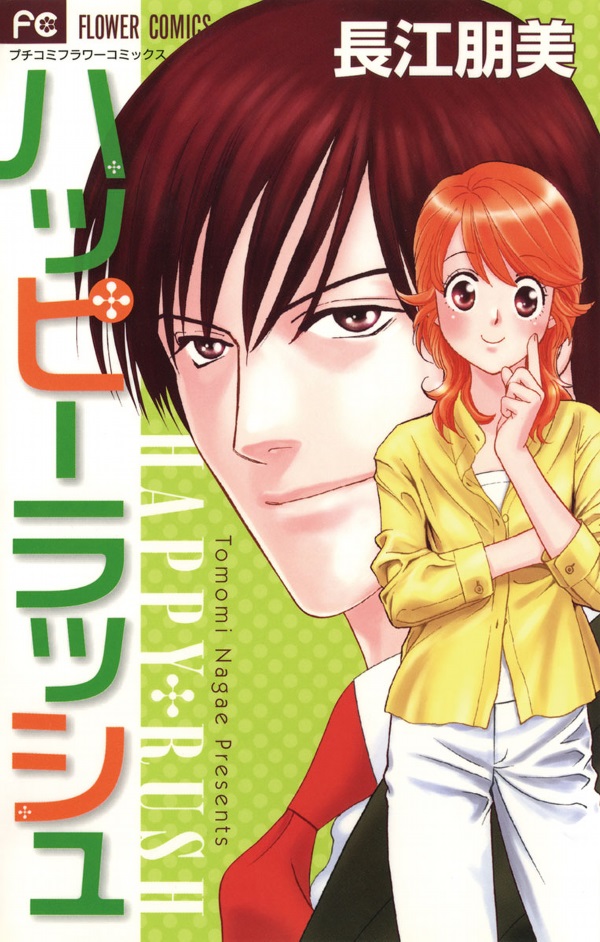 FC FLOWER COMICS
プチコミフラワーコミックス
長江朋美
ハッピーラッシュ
HAPPY RUSH
Tomomi Nagae Presents